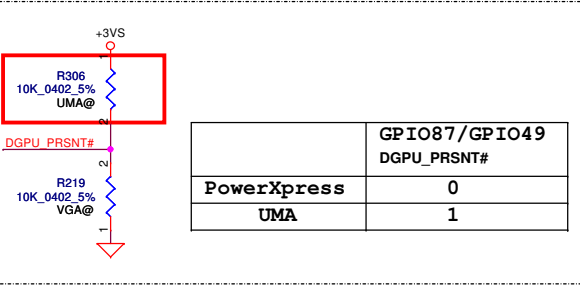 +3VS
1
R306
10K_0402_5%
UMA@
2
DGPU_PRSNT#
2
R219
10K_0402_5%
VGA@
1
GPIO87/GPIO49
DGPU_PRSNT#
PowerXpress 0
UMA 1